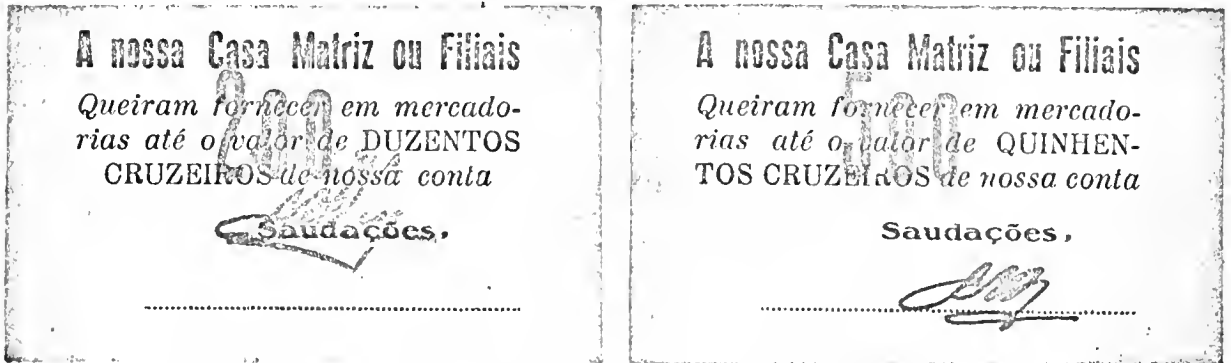 A nossa Casa Matriz ou Filiais
Queiram fornecer em mercado-
rias até o valor de DUZENTOS
CRUZEIROS de nossa conta
200
Saudações,
A nossa Casa Matriz ou Filiais
Queiram fornecer em mercado-
rias até o valor de QUINHEN-
TOS CRUZEIROS de nossa conta
500
Saudações,